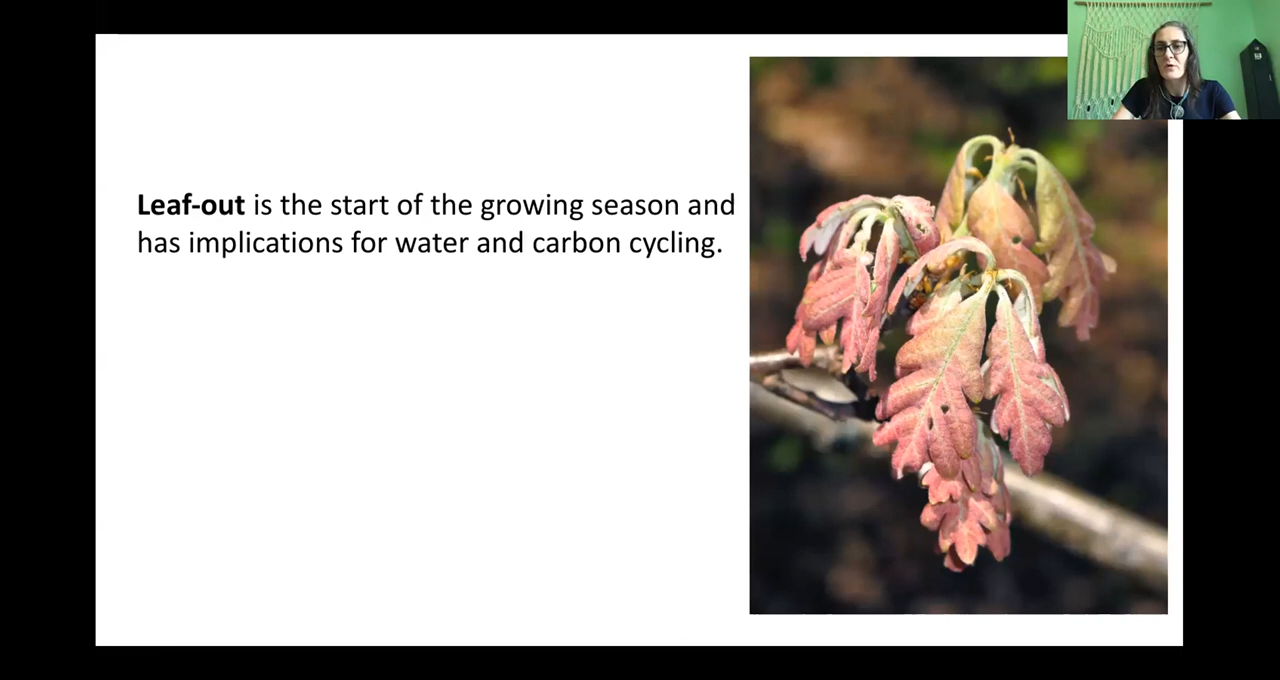 Leaf-out is the start of the growing season and
has implications for water and carbon cycling.